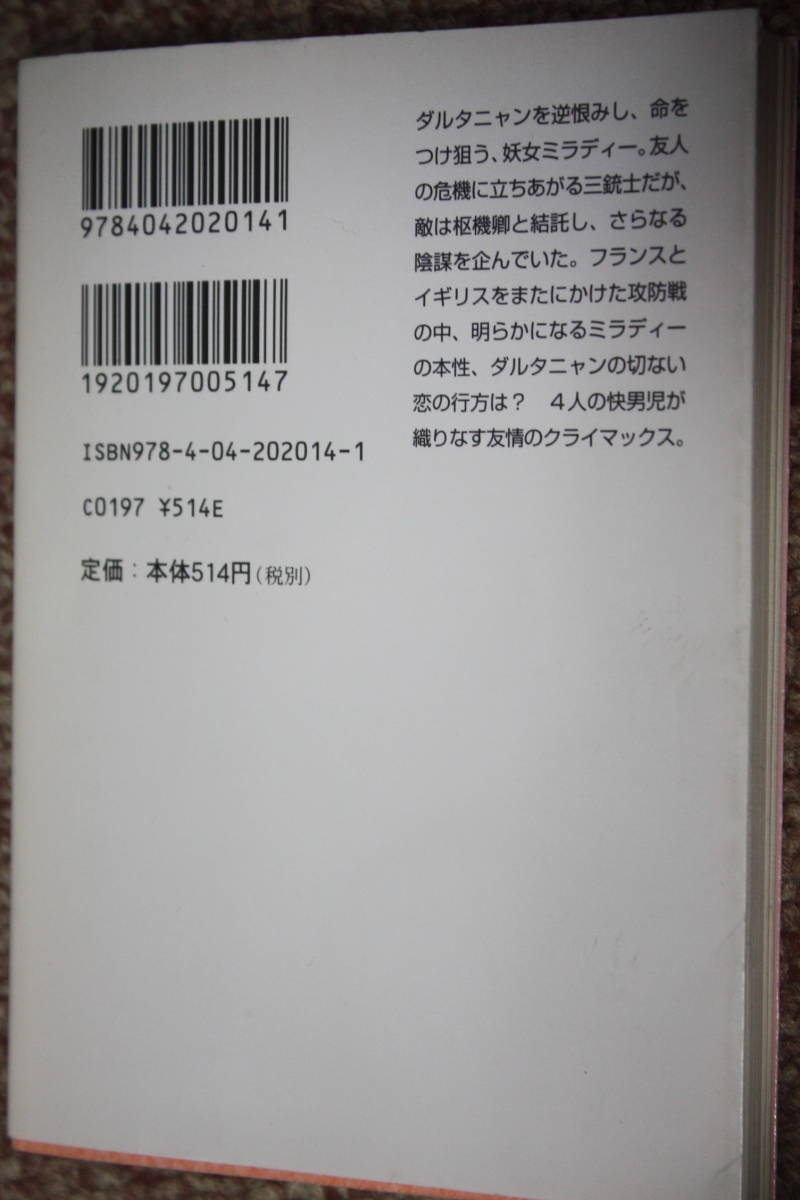 9784042020141
1920197005147
ISBN978-4-04-202014-1
C0197 ¥514E
定価：本体514円（税別）
ダルタニャンを逆恨みし、命を
つけ狙う、妖女ミラディー。友人
の危機に立ちあがる三銃士だが、
敵は枢機卿と結託し、さらなる
陰謀を企んでいた。フランスと
イギリスをまたにかけた攻防戦
の中、明らかになるミラディー
の本性、ダルタニャンの切ない
恋の行方は？　４人の快男児が
織りなす友情のクライマックス。